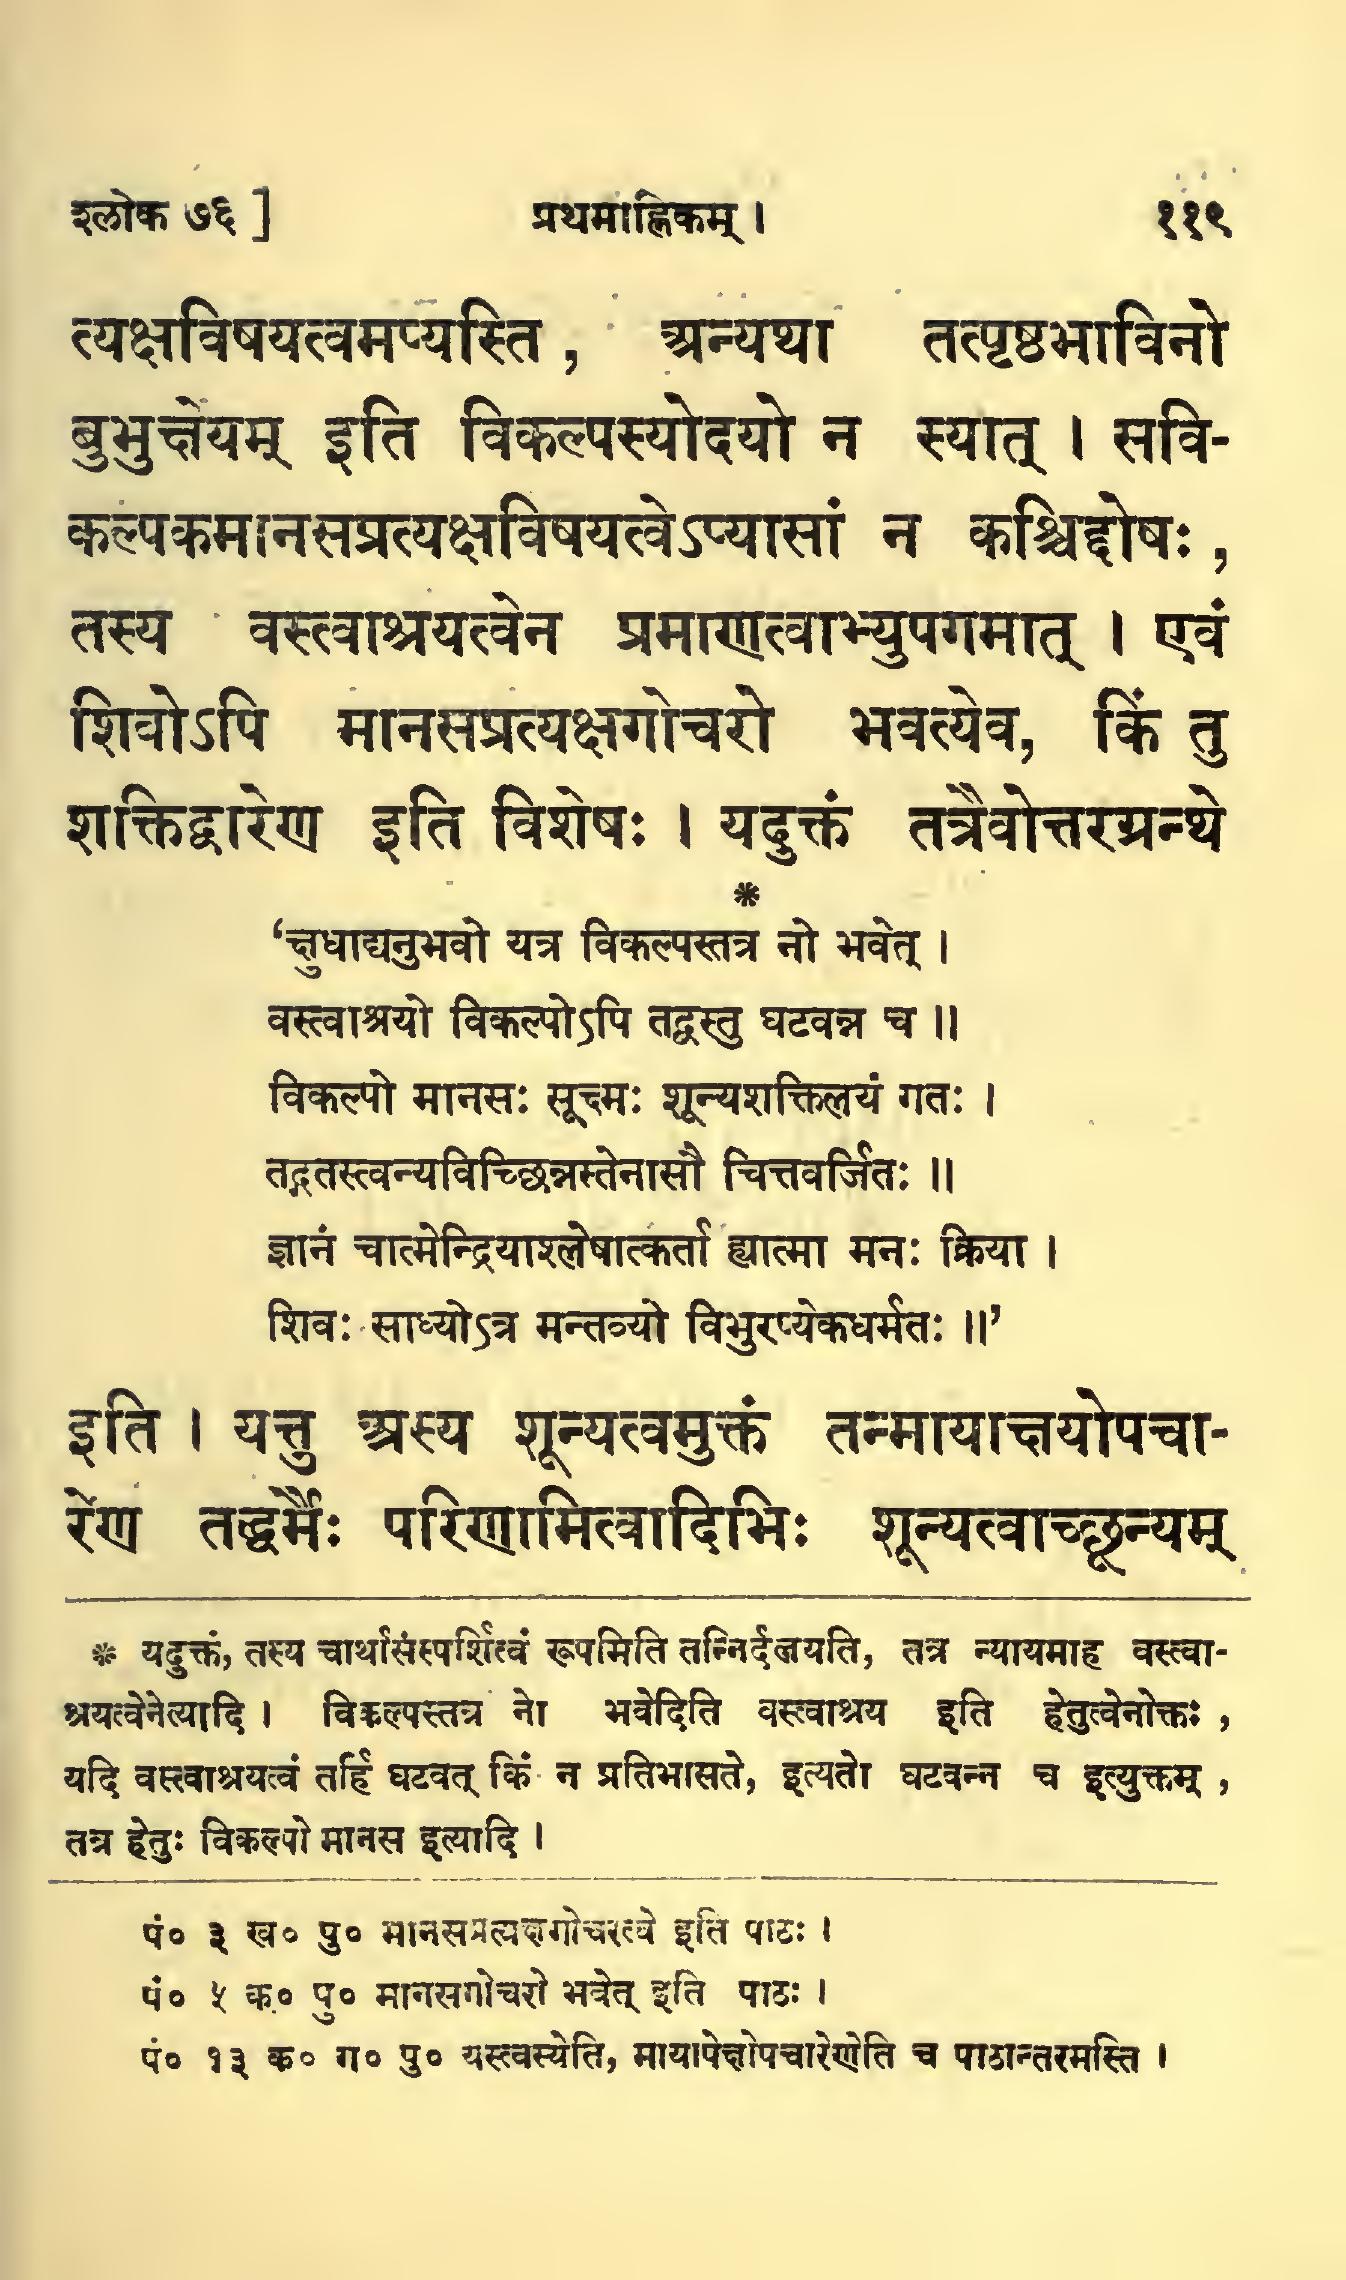 श्लोक ७६ ] प्रथमाह्निकम् । ११९
त्यक्षविषयत्वमप्यस्ति , अन्यथा तत्पृष्ठभाविनो
बुभुक्षेयम् इति विकल्पस्योदयो न स्यात् । सवि-
कल्पकमानसप्रत्यक्षविषयत्वेऽप्यासां न कश्चिद्दोषः ,
तस्य वस्त्वाश्रयत्वेन प्रमाणत्वाभ्युपगमात् । एवं
शिवोऽपि मानसप्रत्यक्षगोचरो भवत्येव, किं तु
शक्तिद्वारेण इति विशेषः । यदुक्तं तत्रैवोत्तरग्रन्थे
*
‘क्षुधाद्यनुभवो यत्र विकल्पस्तत्र नो भवेत् ।
वस्त्वाश्रयो विकल्पोऽपि तद्वस्तु घटवन्न च ॥
विकल्पो मानसः सूक्ष्मः शून्यशक्तिलयं गतः ।
तद्गतस्त्वन्यविच्छिन्नस्तेनासौ चित्तवर्जितः ॥
ज्ञानं चात्मेन्द्रियाश्लेषात्कर्ता ह्यात्मा मनः क्रिया ।
शिवः साध्योऽत्र मन्तव्यो विभुरप्येकधर्मतः ॥’
इति । यत्तु अस्य शून्यत्वमुक्तं तन्मायाक्षयोपचा-
रेण तद्धर्मैः परिणामित्वादिभिः शून्यत्वाच्छून्यम्
* यदुक्तं, तस्य चार्थासंस्पर्शित्वं रूपमिति तन्निर्दलयति, तत्र न्यायमाह वस्त्वा-
श्रयत्वेनेत्यादि । विकल्पस्तत्र नो भवेदिति वस्त्वाश्रय इति हेतुत्वेनोक्तः ,
यदि वस्त्वाश्रयत्वं तर्हि घटवत् किं न प्रतिभासते, इत्यतो घटवन्न च इत्युक्तम् ,
तत्र हेतुः विकल्पो मानस इत्यादि ।
पं० ३ ख० पु० मानसप्रत्यक्षगोचरत्वे इति पाठः ।
पं० ५ क० पु० मानसगोचरो भवेत् इति पाठः ।
पं० १३ क० ग० पु० यस्त्वस्येति, मायापेक्षोपचारेणेति च पाठान्तरमस्ति ।